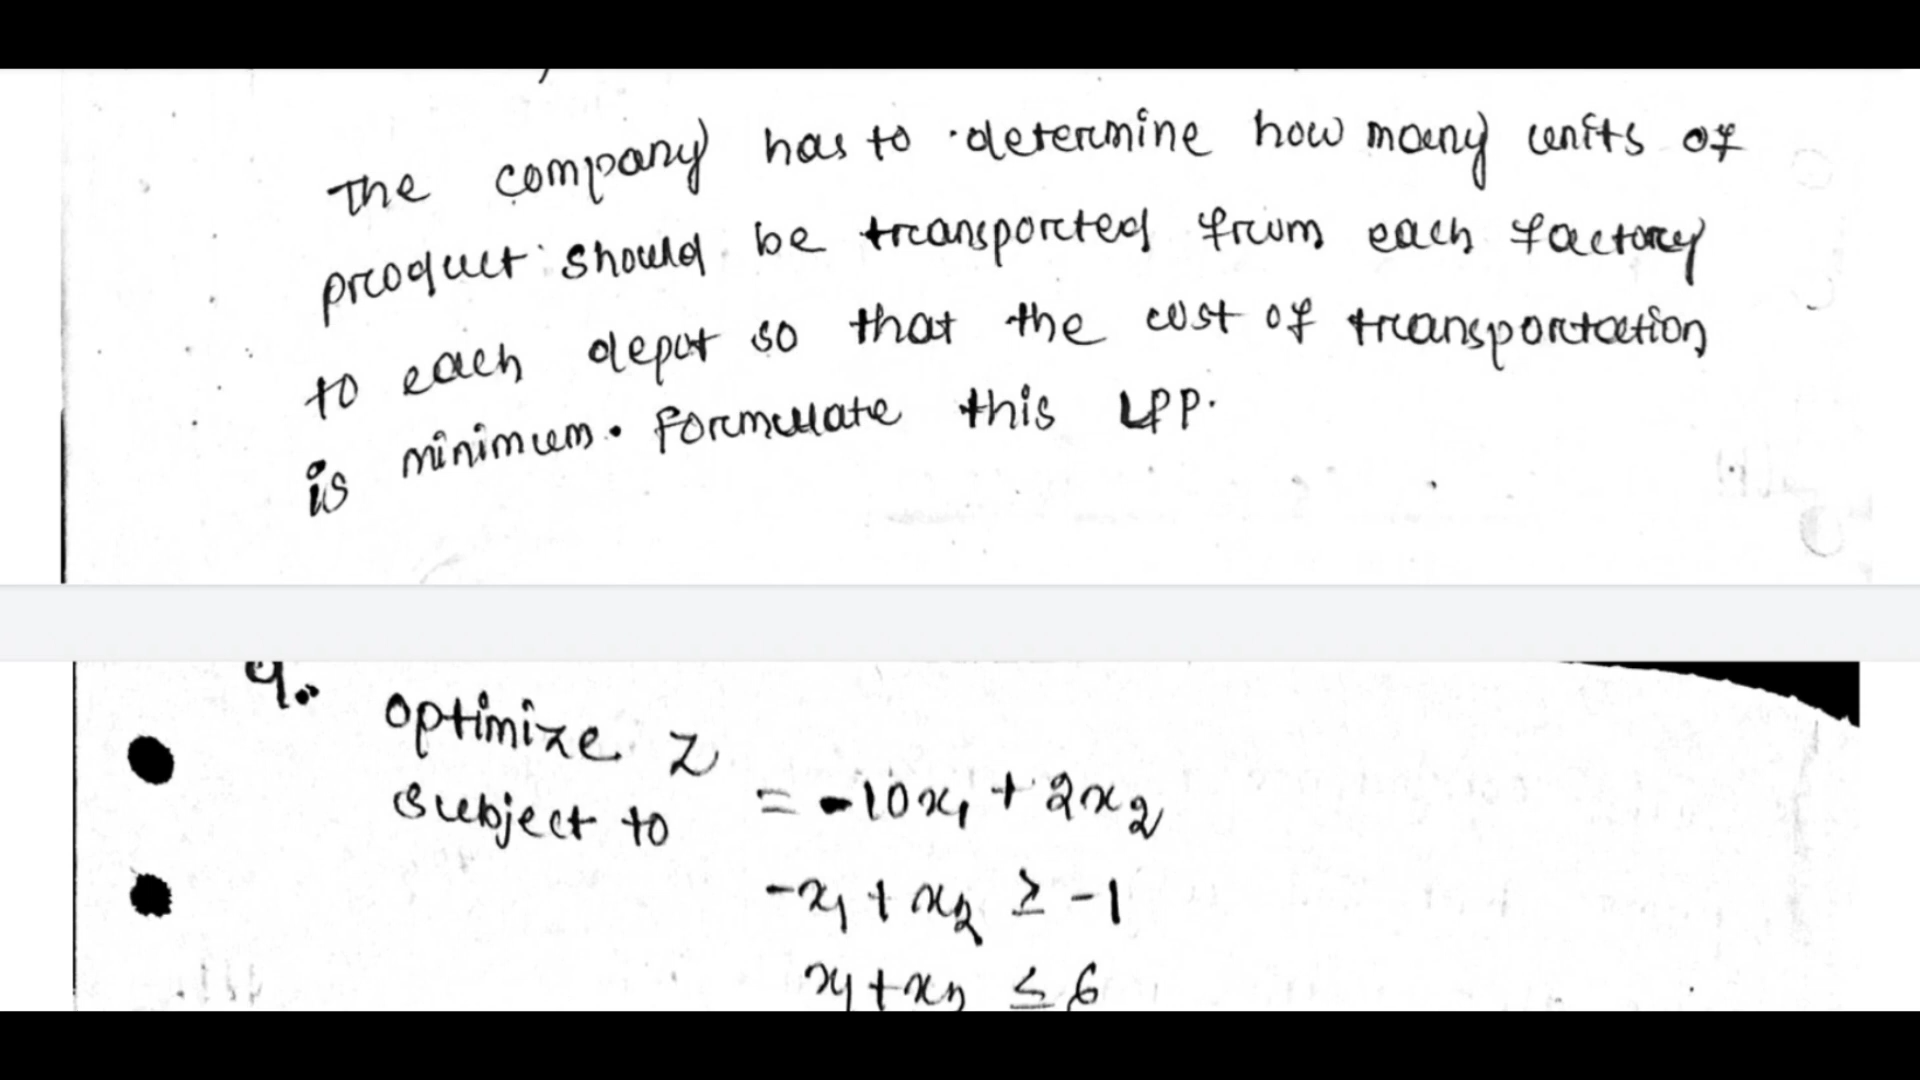 The company has to determine how many units of
product should be transported from each factory
to each depot so that the cost of transportation
is minimum. Formulate this LPP.
4. Optimize Z = -10x₁ + 2x₂
subject to
-x₁ + x₂ ≥ -1
x₁ + x₂ ≤ 6